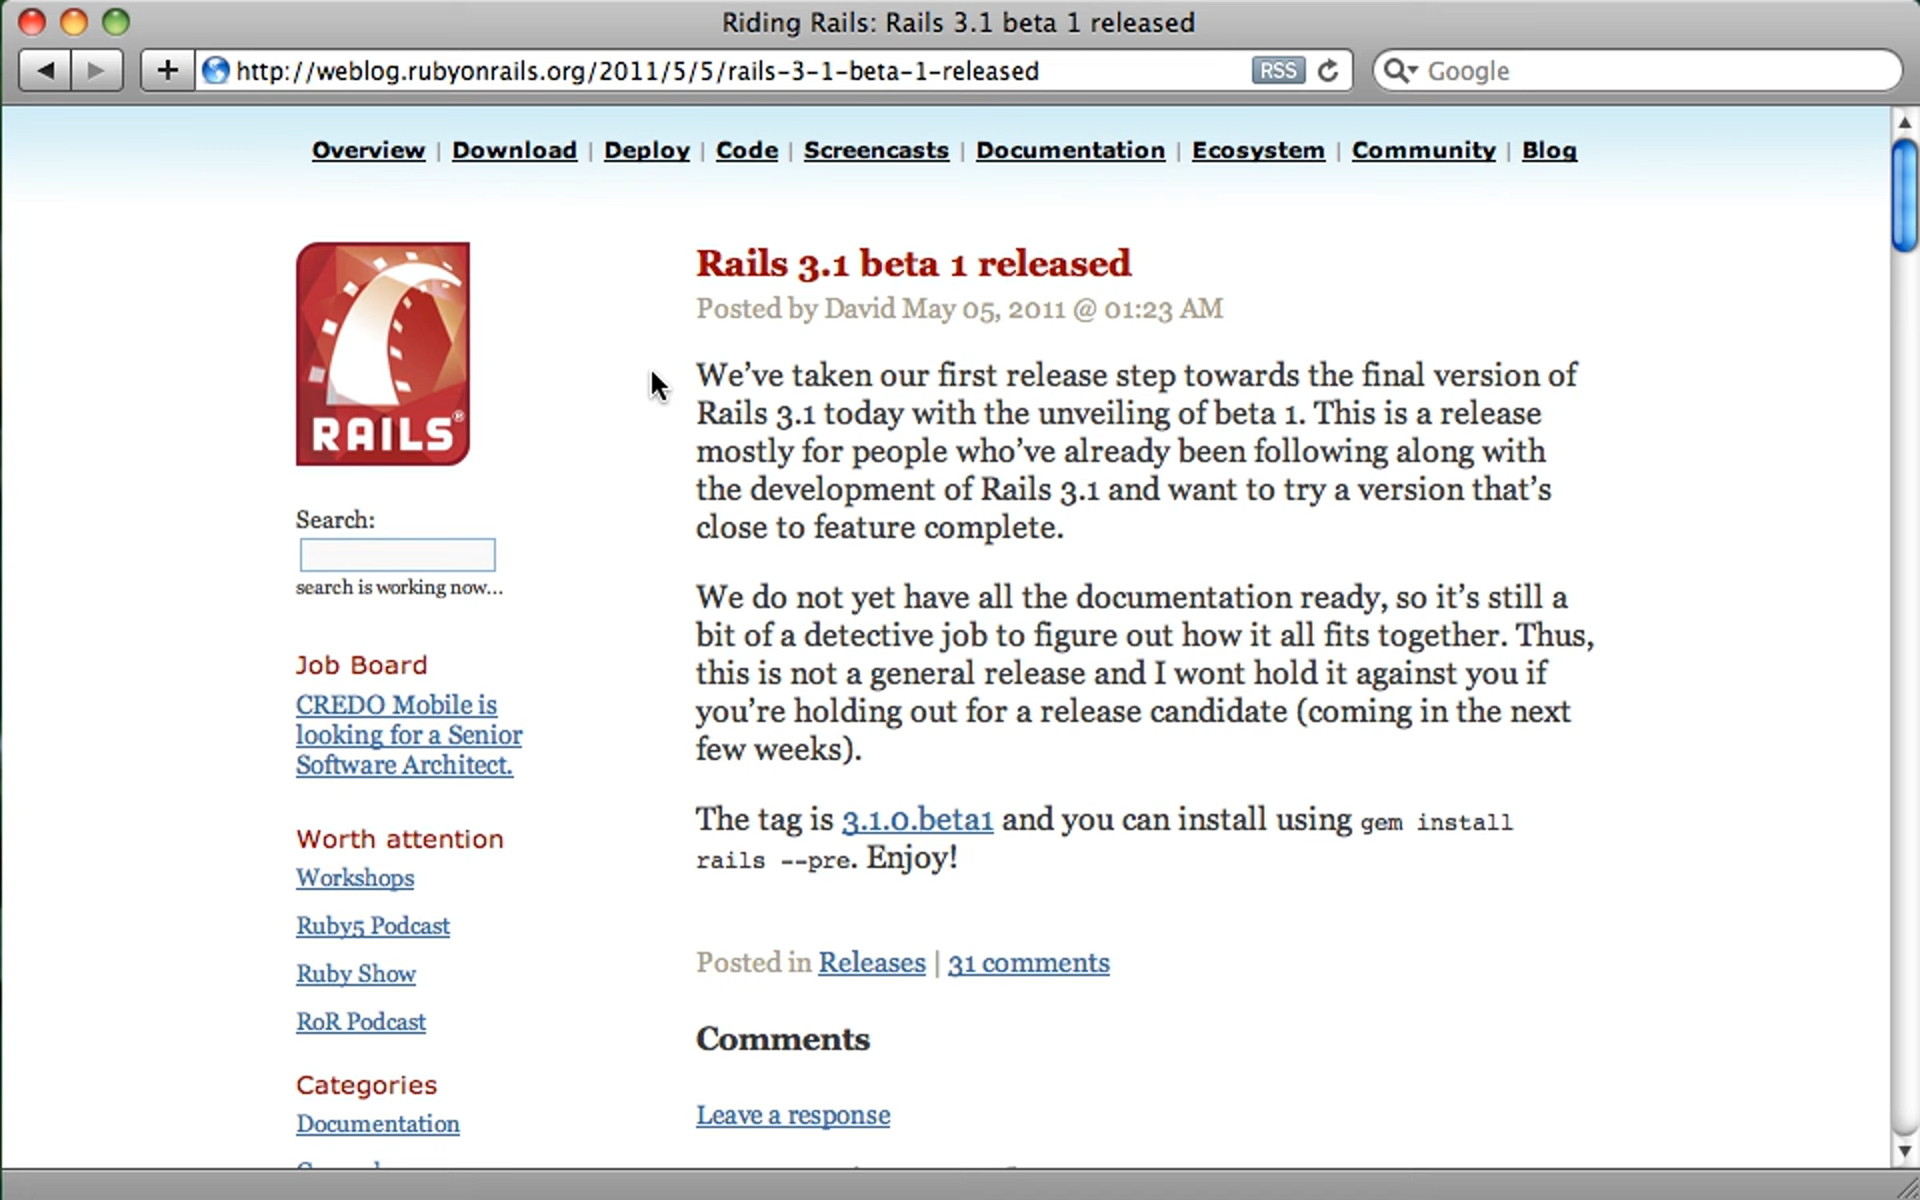 Riding Rails: Rails 3.1 beta 1 released
http://weblog.rubyonrails.org/2011/5/5/rails-3-1-beta-1-released
RSS
Google
Overview | Download | Deploy | Code | Screencasts | Documentation | Ecosystem | Community | Blog
RAILS®
Search:
search is working now...
Job Board
CREDO Mobile is
looking for a Senior
Software Architect.
Worth attention
Workshops
Ruby5 Podcast
Ruby Show
RoR Podcast
Categories
Documentation
Rails 3.1 beta 1 released
Posted by David May 05, 2011 @ 01:23 AM
We’ve taken our first release step towards the final version of
Rails 3.1 today with the unveiling of beta 1. This is a release
mostly for people who’ve already been following along with
the development of Rails 3.1 and want to try a version that’s
close to feature complete.
We do not yet have all the documentation ready, so it’s still a
bit of a detective job to figure out how it all fits together. Thus,
this is not a general release and I wont hold it against you if
you’re holding out for a release candidate (coming in the next
few weeks).
The tag is 3.1.0.beta1 and you can install using gem install
rails --pre. Enjoy!
Posted in Releases | 31 comments
Comments
Leave a response